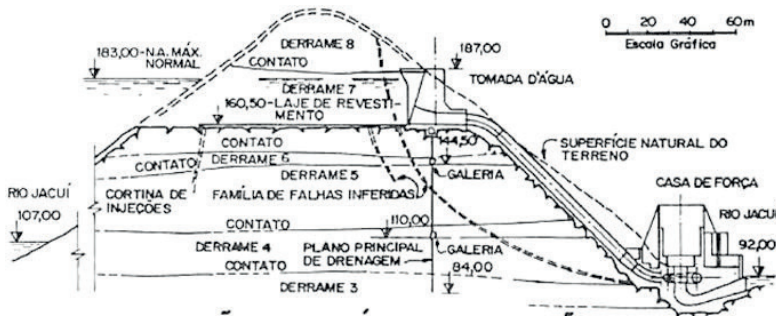 0 20 40 60m
Escala Gráfica
DERRAME 8
183,00-N.A. MÁX.
NORMAL
CONTATO
187,00
TOMADA D'ÁGUA
DERRAME 7
160,50-LAJE DE REVESTI-
MENTO
CONTATO
144,50
SUPERFÍCIE NATURAL DO
TERRENO
CONTATO
DERRAME 6
DERRAME 5
GALERIA
CASA DE FORÇA
RIO JACUÍ
107,00
CORTINA DE
INJEÇÕES
FAMÍLIA DE FALHAS INFERIDAS
RIO JACUÍ
92,00
CONTATO
110,00
DERRAME 4
PLANO PRINCIPAL
DE DRENAGEM
GALERIA
CONTATO
84,00
DERRAME 3